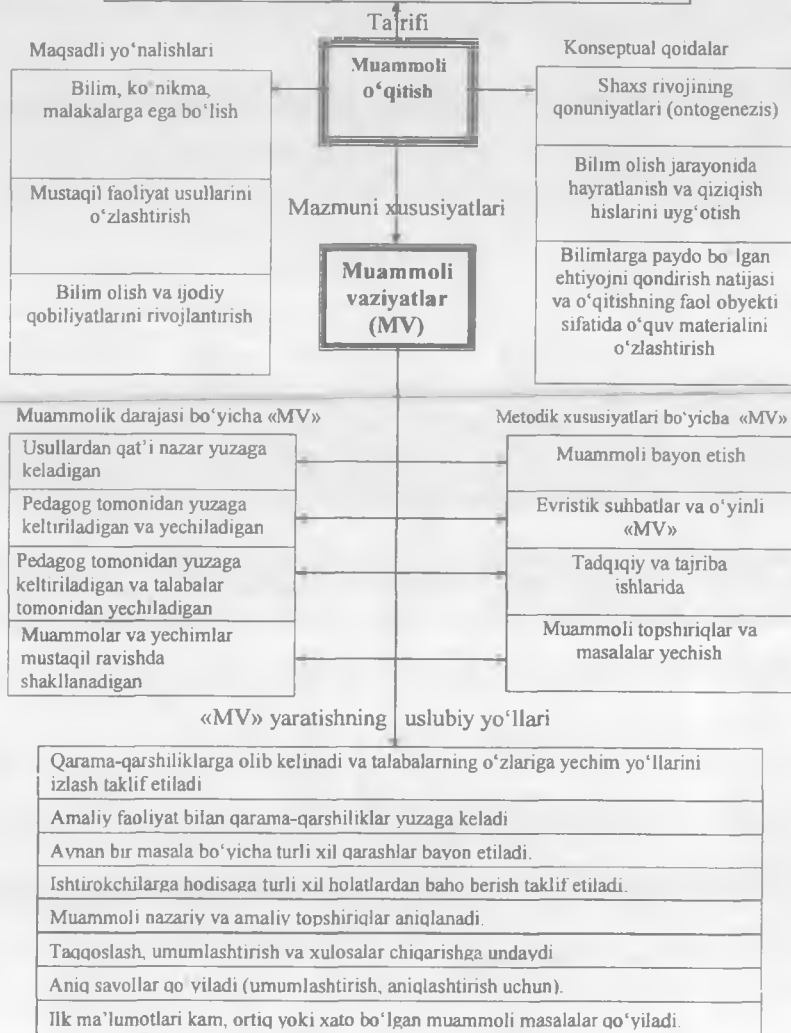 Ta'rifi
Maqsadli yo‘nalishlari
Konseptual qoidalar
Muammoli
o‘qitish
Bilim, ko‘nikma,
malakalarga ega bo‘lish
Mustaqil faoliyat usullarini
o‘zlashtirish
Bilim olish va ijodiy
qobiliyatlarini rivojlantirish
Shaxs rivojining
qonuniyatlari (ontogenezis)
Bilim olish jarayonida
hayratlanish va qiziqish
hislarini uyg‘otish
Bilimlarga paydo bo‘lgan
ehtiyojni qondirish natijasi
va o‘qitishning faol obyekti
sifatida o‘quv materialini
o‘zlashtirish
Mazmuni xususiyatlari
Muammoli
vaziyatlar
(MV)
Muammolik darajasi bo‘yicha «MV»
Usullardan qat’i nazar yuzaga
keladigan
Pedagog tomonidan yuzaga
keltiriladigan va yechiladigan
Pedagog tomonidan yuzaga
keltiriladigan va talabalar
tomonidan yechiladigan
Muammolar va yechimlar
mustaqil ravishda
shakllanadigan
Metodik xususiyatlari bo‘yicha «MV»
Muammoli bayon etish
Evristik suhbatlar va o‘yinli
«MV»
Tadqiqiy va tajriba
ishlarida
Muammoli topshiriqlar va
masalalar yechish
«MV» yaratishning uslubiy yo‘llari
Qarama-qarshiliklarga olib kelinadi va talabalarning o‘zlariga yechim yo‘llarini
izlash taklif etiladi
Amaliy faoliyat bilan qarama-qarshiliklar yuzaga keladi
Aynan bir masala bo‘yicha turli xil qarashlar bayon etiladi.
Ishtirokchilarga hodisaga turli xil holatlardan baho berish taklif etiladi.
Muammoli nazariy va amaliy topshiriqlar aniqlanadi.
Taqqoslash, umumlashtirish va xulosalar chiqarishga undaydi
Aniq savollar qo‘yiladi (umumlashtirish, aniqlashtirish uchun).
Ilk ma’lumotlari kam, ortiq yoki xato bo‘lgan muammoli masalalar qo‘yiladi.